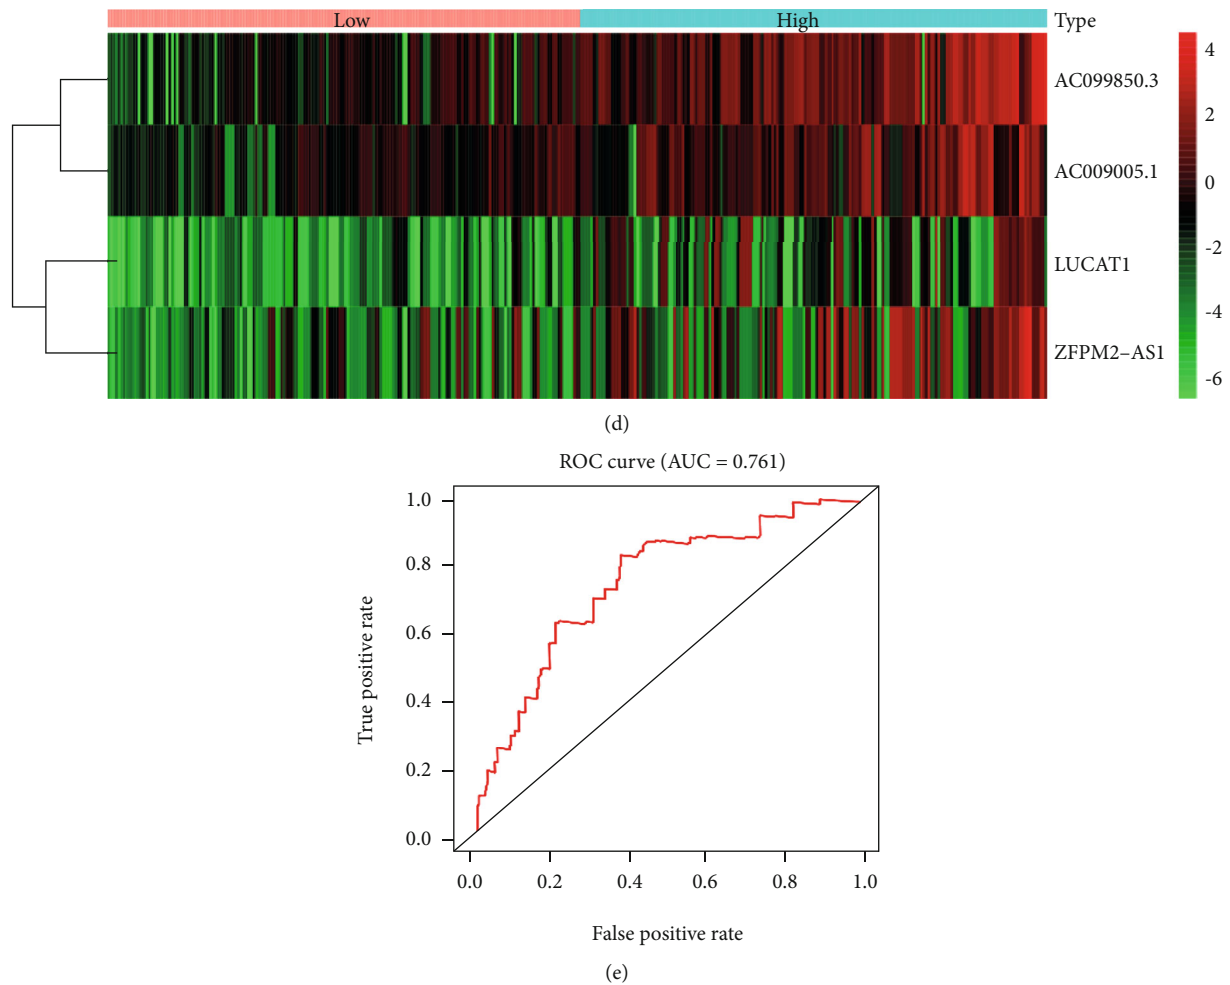 Low High Type
AC099850.3
AC009005.1
LUCAT1
ZFPM2–AS1
4
2
0
-2
-4
-6
(d)
ROC curve (AUC = 0.761)
True positive rate
1.0
0.8
0.6
0.4
0.2
0.0
0.0 0.2 0.4 0.6 0.8 1.0
False positive rate
(e)